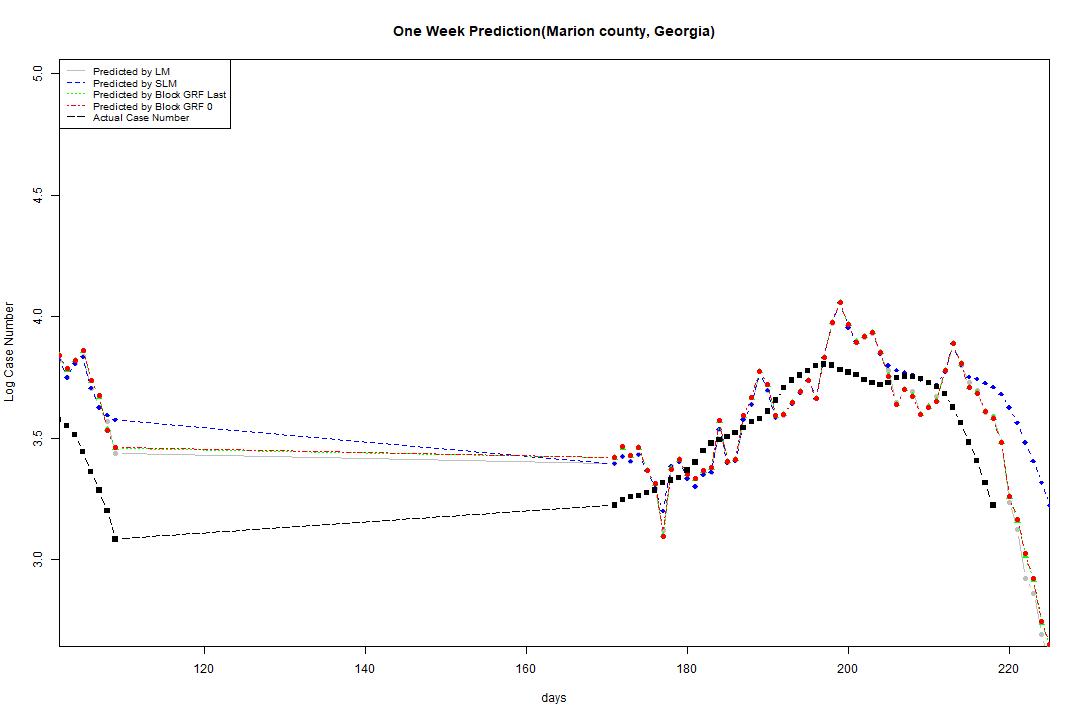 One Week Prediction(Marion county, Georgia)
Predicted by LM
Predicted by SLM
Predicted by Block GRF Last
Predicted by Block GRF 0
Actual Case Number
5.0
4.5
4.0
3.5
3.0
Log Case Number
120 140 160 180 200 220
days